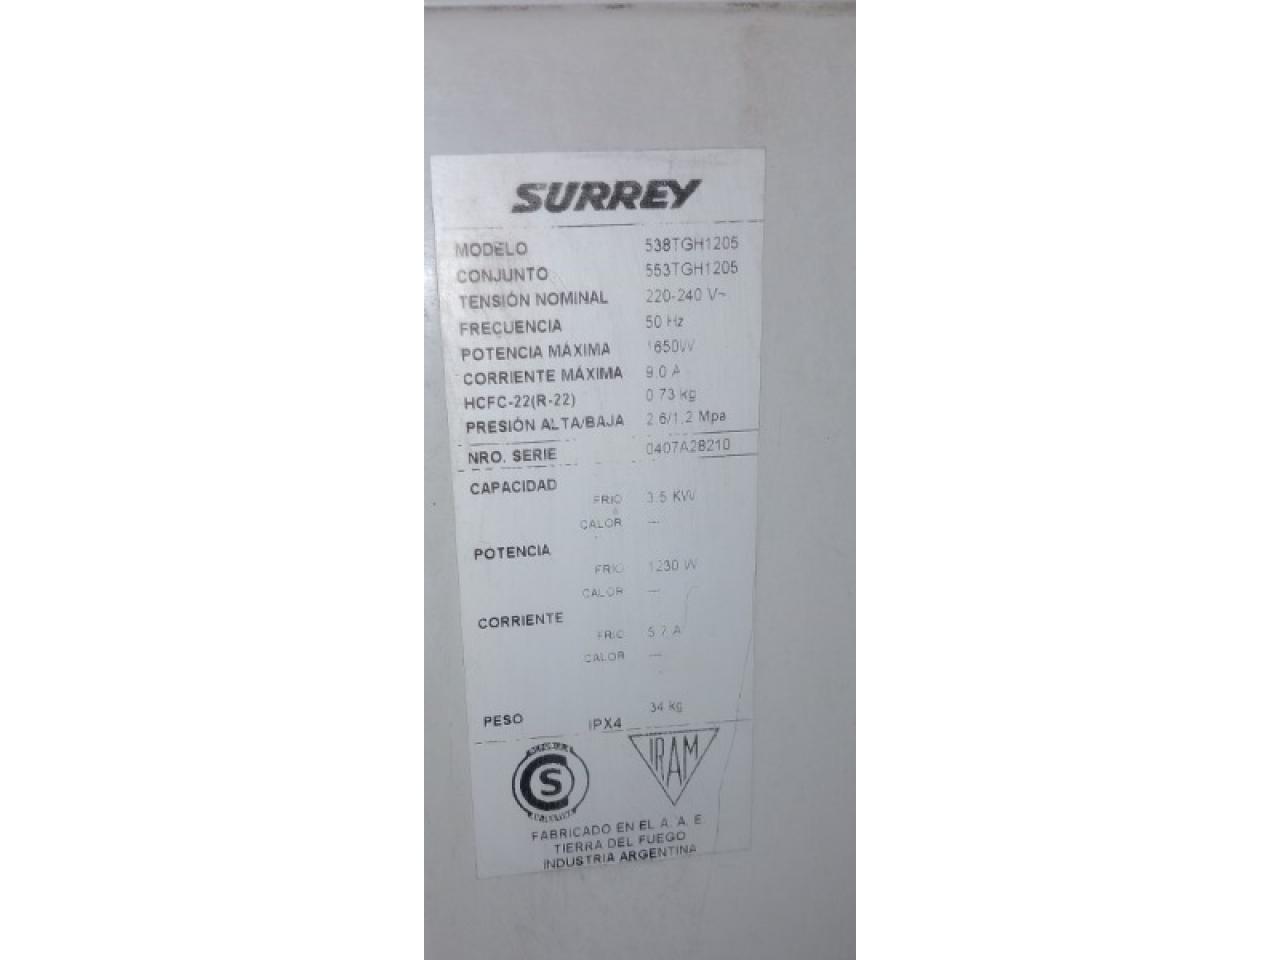 SURREY
MODELO 538TGH1205
CONJUNTO 553TGH1205
TENSIÓN NOMINAL 220-240 V~
FRECUENCIA 50 Hz
POTENCIA MÁXIMA 1650W
CORRIENTE MÁXIMA 9.0 A
HCFC-22(R-22) 0.73 kg
PRESIÓN ALTA/BAJA 2.6/1.2 Mpa
NRO. SERIE 0407A28210
CAPACIDAD
FRIO 3.5 KW
CALOR ---
POTENCIA
FRIO 1230 W
CALOR ---
CORRIENTE
FRIO 5.7 A
CALOR ---
PESO 34 kg
IPX4
S
IRAM
FABRICADO EN EL A. A. E
TIERRA DEL FUEGO
INDUSTRIA ARGENTINA